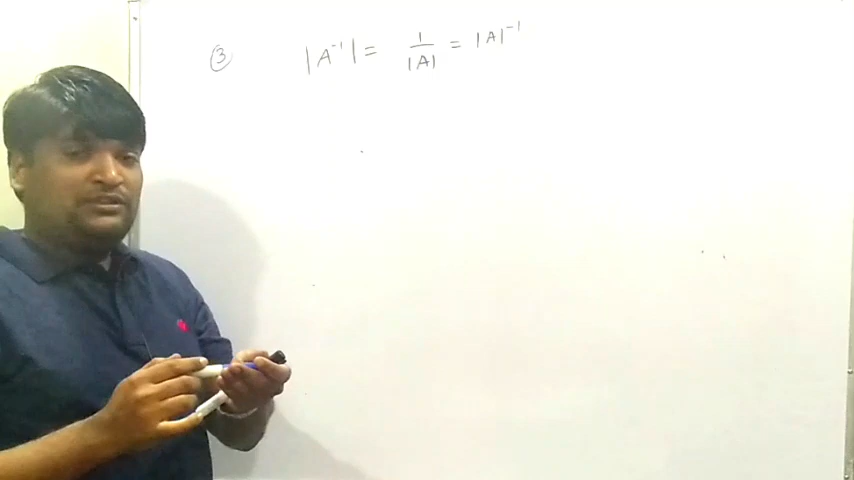 ③ |A⁻¹| = 1/|A| = |A|⁻¹